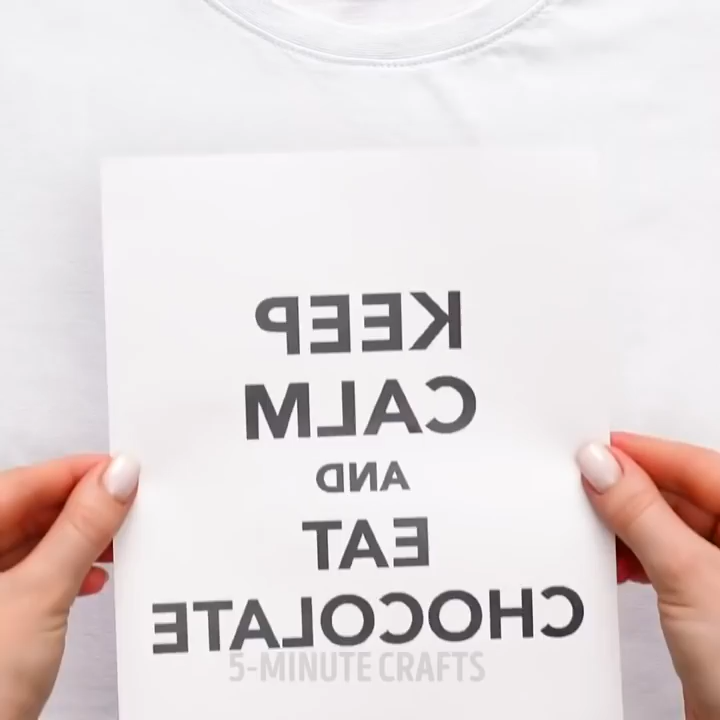 KEEP
CALM
AND
EAT
CHOCOLATE
5-MINUTE CRAFTS